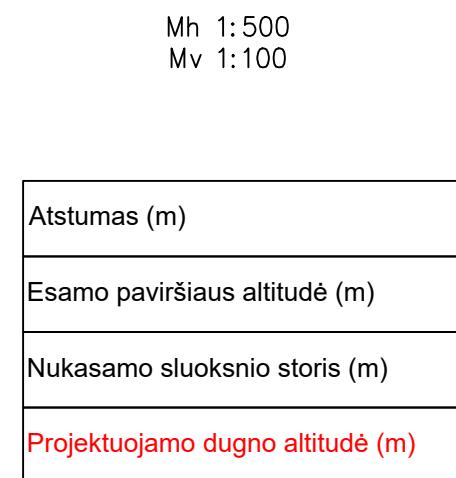 Mh 1:500
Mv 1:100
Atstumas (m)
Esamo paviršiaus altitudė (m)
Nukasamo sluoksnio storis (m)
Projektuojamo dugno altitudė (m)